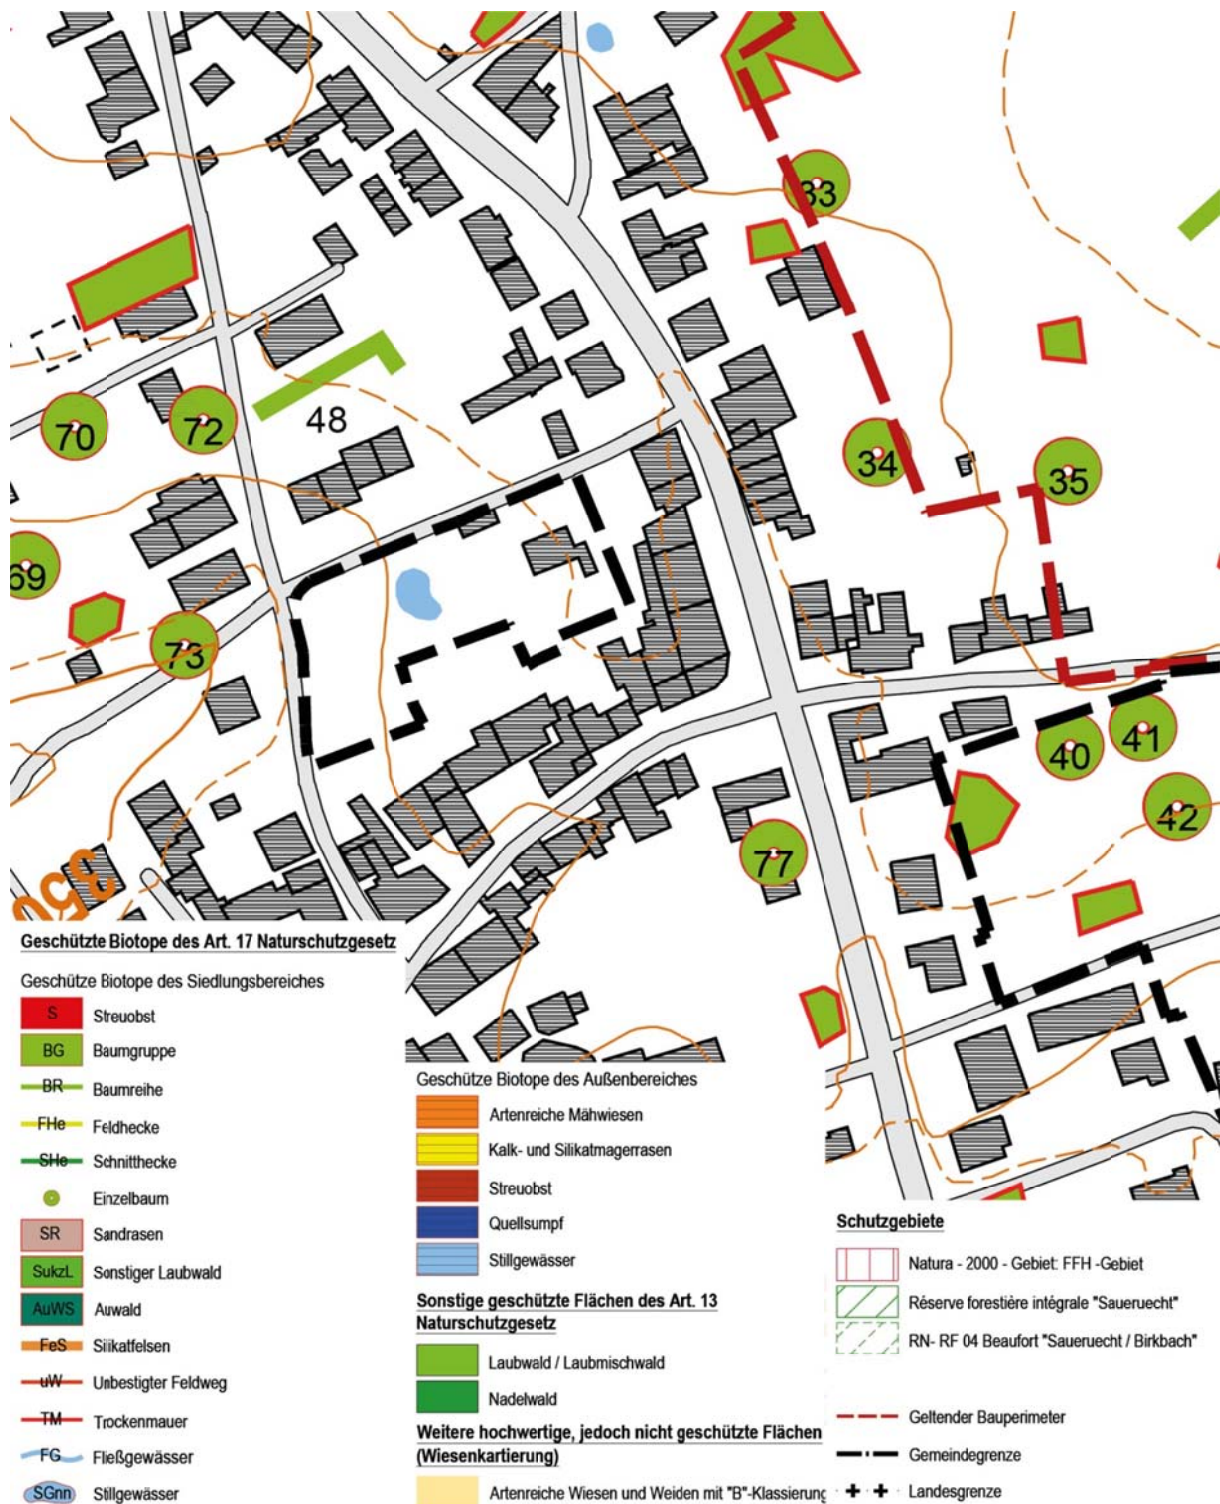 33
48
70
72
34
35
69
73
40
41
42
77
350
Geschützte Biotope des Art. 17 Naturschutzgesetz
Geschütze Biotope des Siedlungsbereiches
S Streuobst
BG Baumgruppe
BR Baumreihe
FHe Feldhecke
SHe Schnitthecke
Einzelbaum
SR Sandrasen
SukzL Sonstiger Laubwald
AuWS Auwald
FeS Silikatfelsen
uW Unbestigter Feldweg
TM Trockenmauer
FG Fließgewässer
SGnn Stillgewässer
Geschütze Biotope des Außenbereiches
Artenreiche Mähwiesen
Kalk- und Silikatmagerrasen
Streuobst
Quellsumpf
Stillgewässer
Sonstige geschützte Flächen des Art. 13
Naturschutzgesetz
Laubwald / Laubmischwald
Nadelwald
Weitere hochwertige, jedoch nicht geschützte Flächen
(Wiesenkartierung)
Artenreiche Wiesen und Weiden mit "B"-Klassierung
Schutzgebiete
Natura - 2000 - Gebiet: FFH -Gebiet
Réserve forestière intégrale "Saueruecht"
RN- RF 04 Beaufort "Saueruecht / Birkbach"
Geltender Bauperimeter
Gemeindegrenze
Landesgrenze